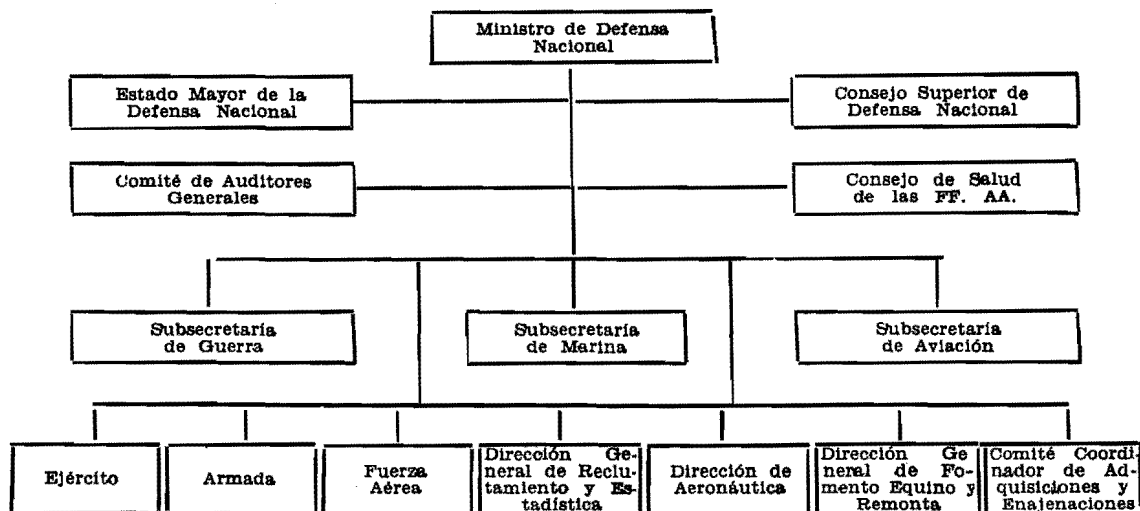 Ministro de Defensa
Nacional
Estado Mayor de la
Defensa Nacional
Consejo Superior de
Defensa Nacional
Comité de Auditores
Generales
Consejo de Salud
de las FF. AA.
Subsecretaría
de Guerra
Subsecretaría
de Marina
Subsecretaría
de Aviación
Ejército
Armada
Fuerza
Aérea
Dirección Ge-
neral de Reclu-
tamiento y Es-
tadística
Dirección de
Aeronáutica
Dirección Ge
neral de Fo-
mento Equino y
Remonta
Comité Coordi-
nador de Ad-
quisiciones y
Enajenaciones